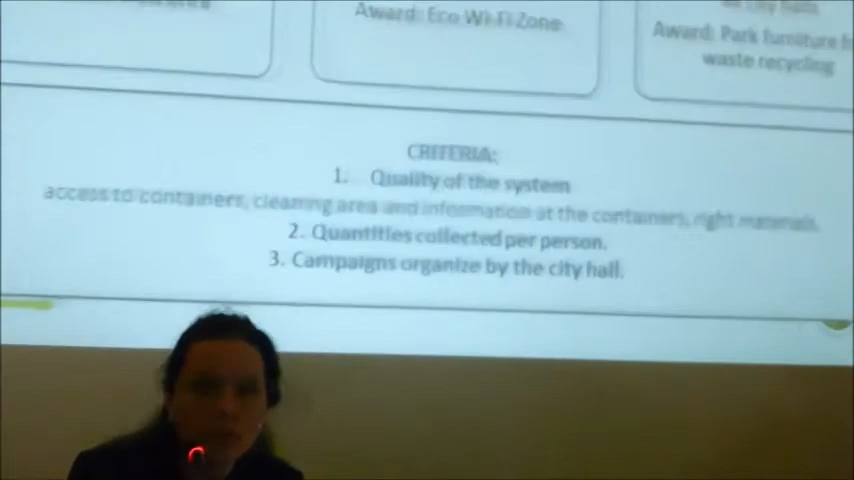 Award: Eco Wi-Fi Zone
Award: Park furniture
waste recycling
CRITERIA:
1. Quality of the system
access to containers, cleaning area and information at the containers, right materials.
2. Quantities collected per person.
3. Campaigns organize by the city hall.